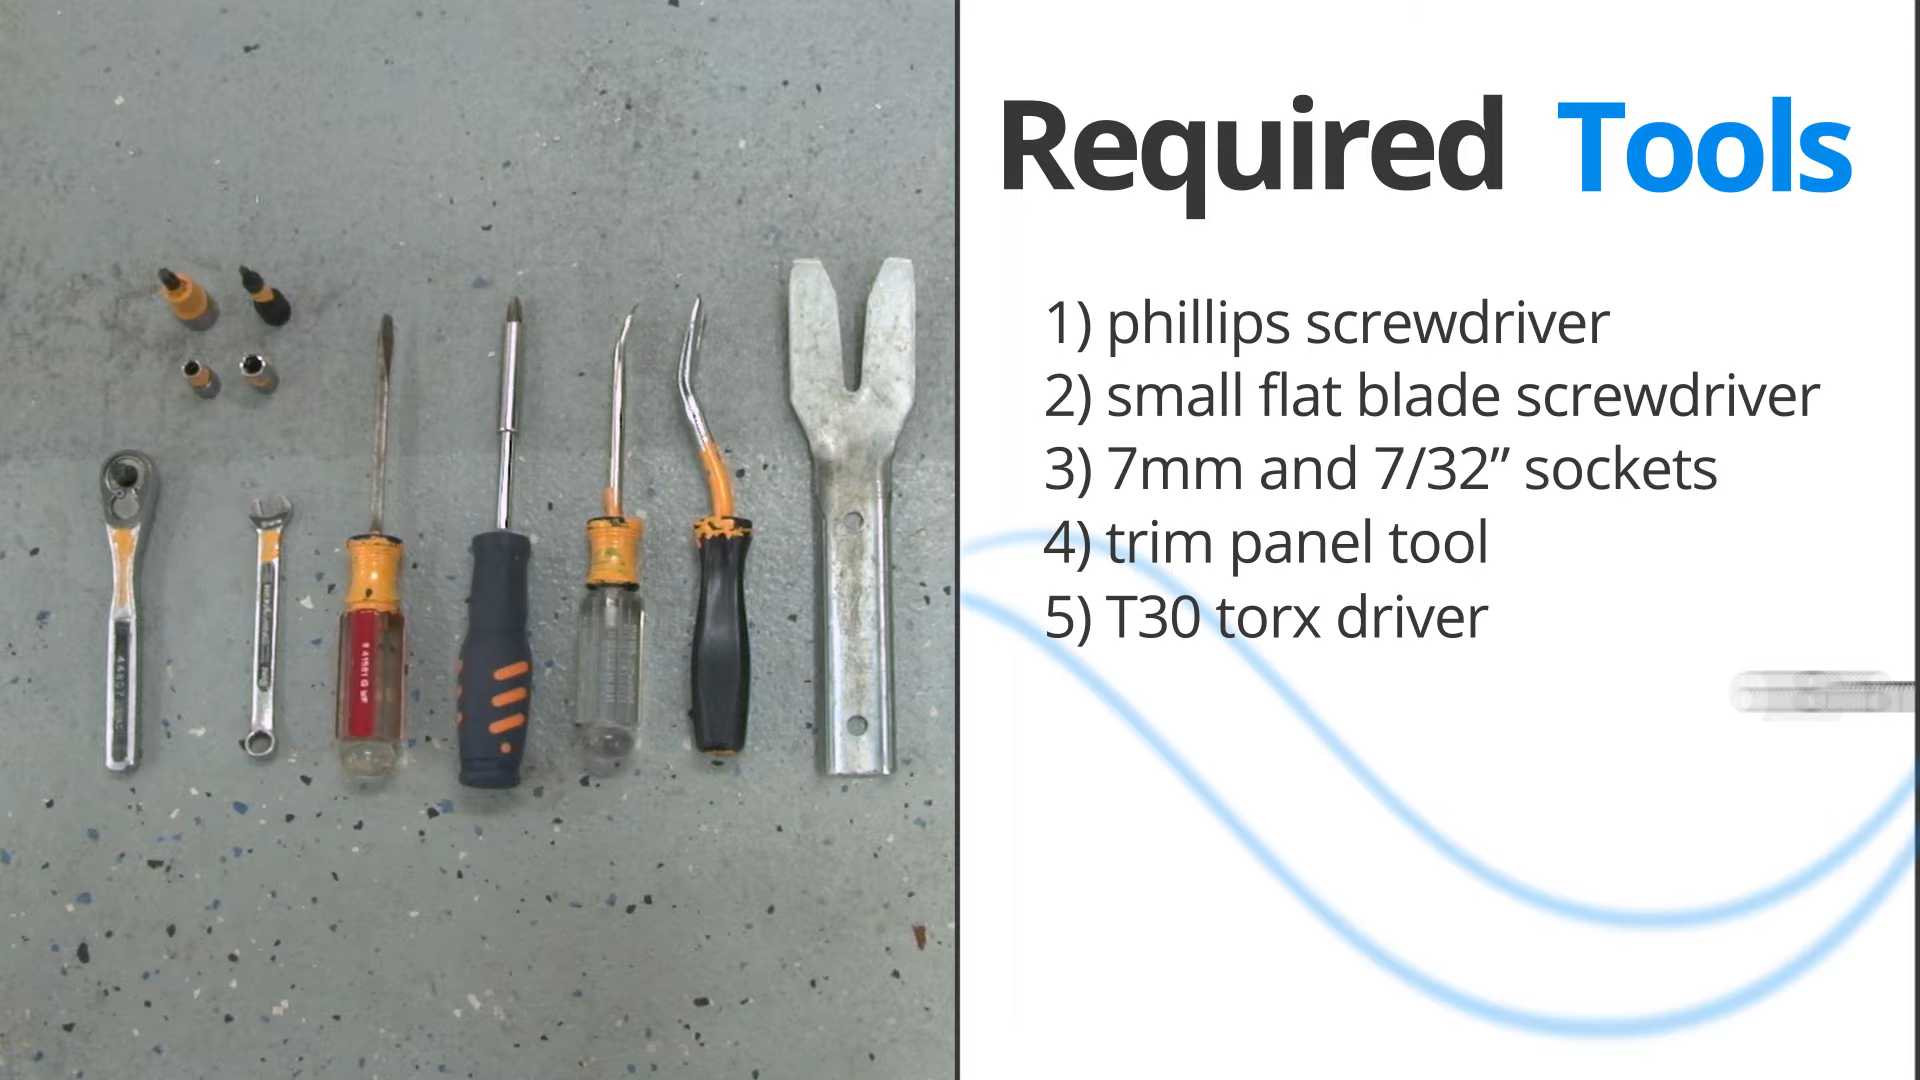 Required Tools
1) phillips screwdriver
2) small flat blade screwdriver
3) 7mm and 7/32” sockets
4) trim panel tool
5) T30 torx driver